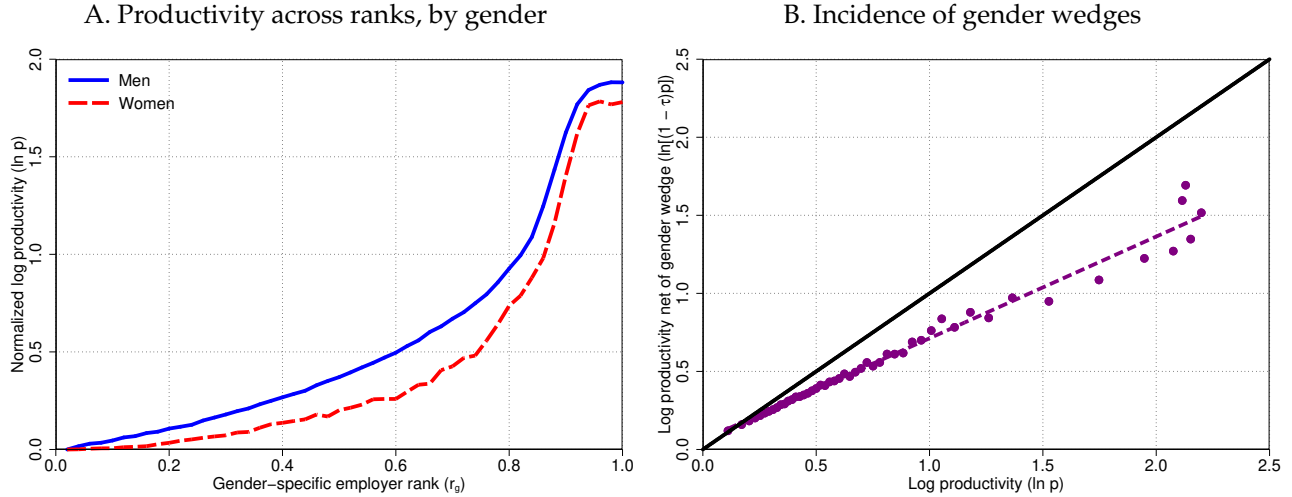 A. Productivity across ranks, by gender
Normalized log productivity (ln p)
2.0
1.5
1.0
0.5
0.0
Men
Women
0.0 0.2 0.4 0.6 0.8 1.0
Gender-specific employer rank (r_g)
B. Incidence of gender wedges
Log productivity net of gender wedge (ln[(1 − τ)p])
2.5
2.0
1.5
1.0
0.5
0.0
0.0 0.5 1.0 1.5 2.0 2.5
Log productivity (ln p)